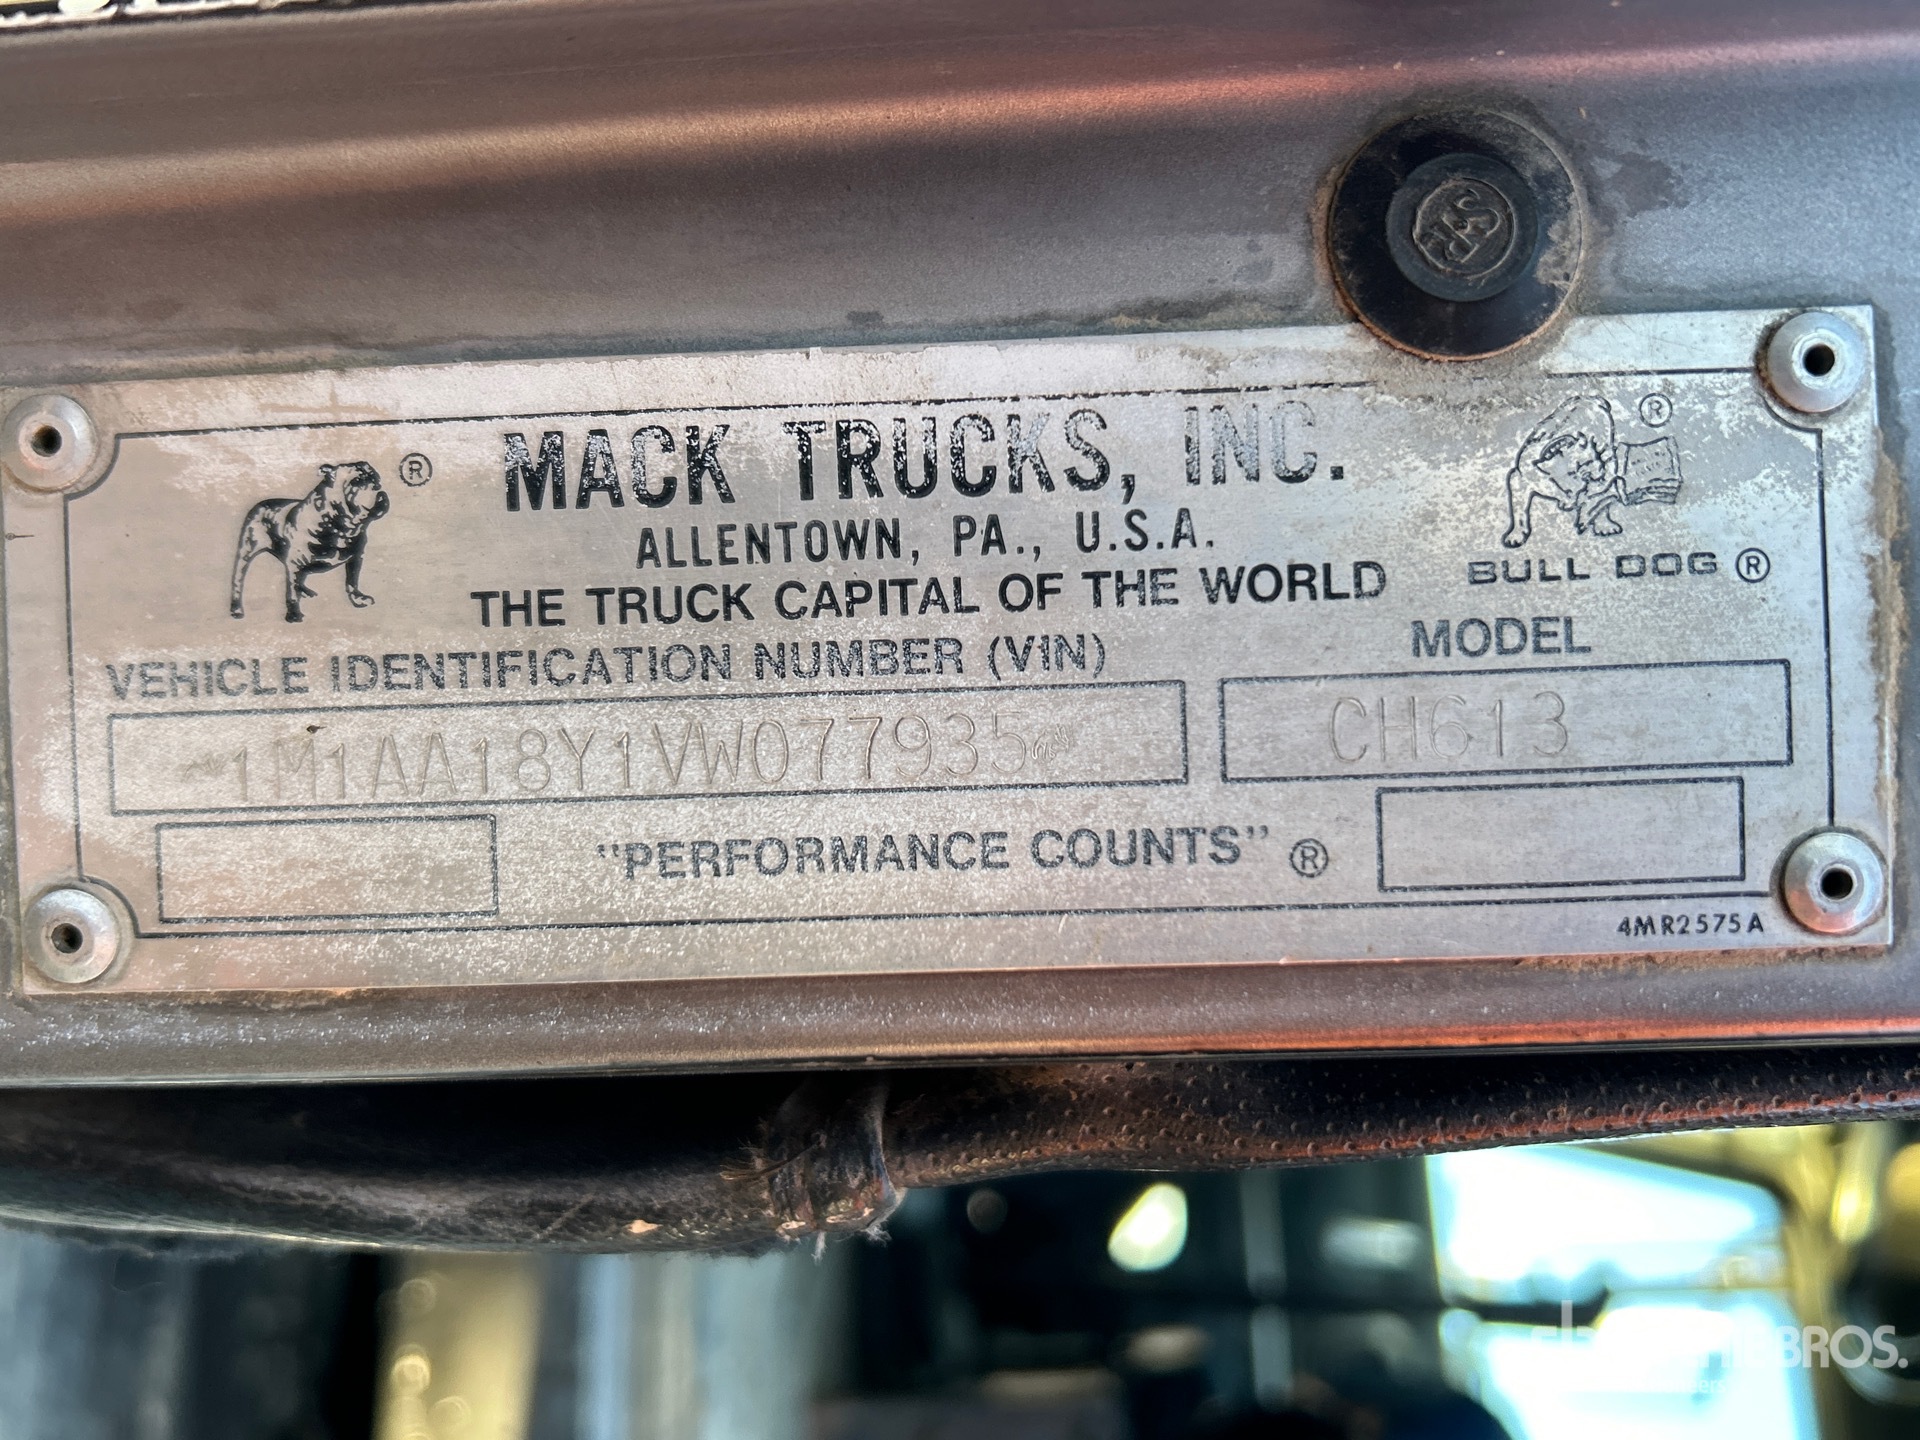 S.R
®
MACK TRUCKS, INC.
®
ALLENTOWN, PA., U.S.A.
THE TRUCK CAPITAL OF THE WORLD
BULL DOG ®
VEHICLE IDENTIFICATION NUMBER (VIN)
MODEL
1M1AA18Y1VW077935
CH613
"PERFORMANCE COUNTS" ®
4MR2575A
BROS.